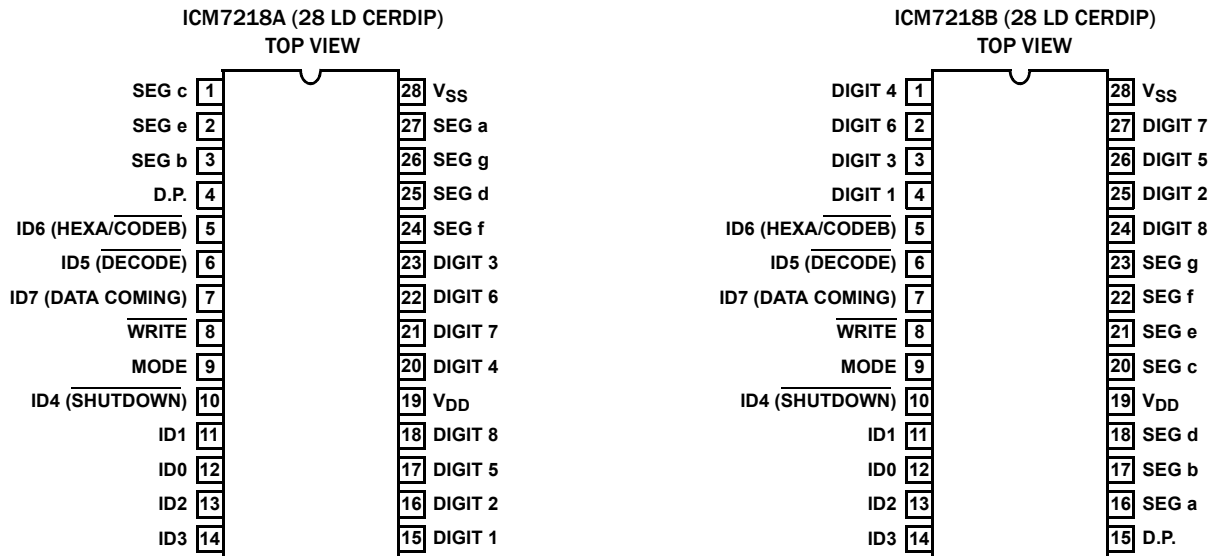 ICM7218A (28 LD CERDIP)
TOP VIEW
SEG c 1
SEG e 2
SEG b 3
D.P. 4
ID6 (HEXA/CODEB) 5
ID5 (DECODE) 6
ID7 (DATA COMING) 7
WRITE 8
MODE 9
ID4 (SHUTDOWN) 10
ID1 11
ID0 12
ID2 13
ID3 14
28 VSS
27 SEG a
26 SEG g
25 SEG d
24 SEG f
23 DIGIT 3
22 DIGIT 6
21 DIGIT 7
20 DIGIT 4
19 VDD
18 DIGIT 8
17 DIGIT 5
16 DIGIT 2
15 DIGIT 1
ICM7218B (28 LD CERDIP)
TOP VIEW
DIGIT 4 1
DIGIT 6 2
DIGIT 3 3
DIGIT 1 4
ID6 (HEXA/CODEB) 5
ID5 (DECODE) 6
ID7 (DATA COMING) 7
WRITE 8
MODE 9
ID4 (SHUTDOWN) 10
ID1 11
ID0 12
ID2 13
ID3 14
28 VSS
27 DIGIT 7
26 DIGIT 5
25 DIGIT 2
24 DIGIT 8
23 SEG g
22 SEG f
21 SEG e
20 SEG c
19 VDD
18 SEG d
17 SEG b
16 SEG a
15 D.P.